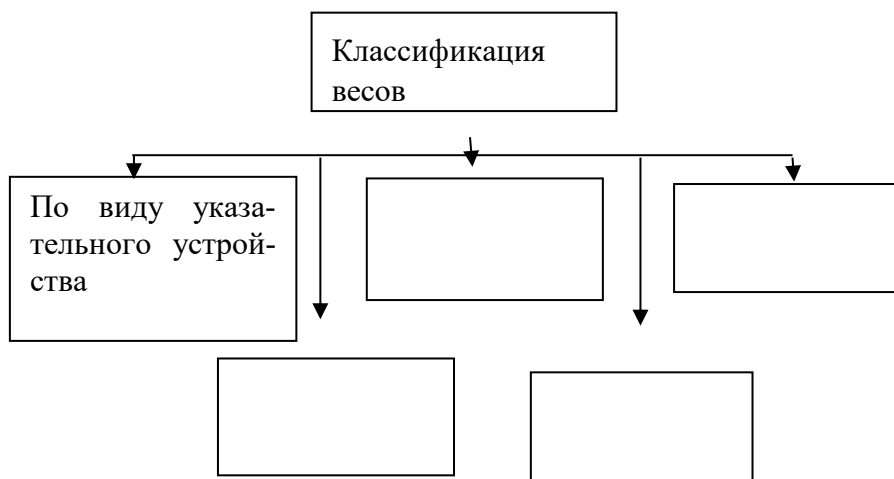 Классификация
весов
По виду указа-
тельного устрой-
ства